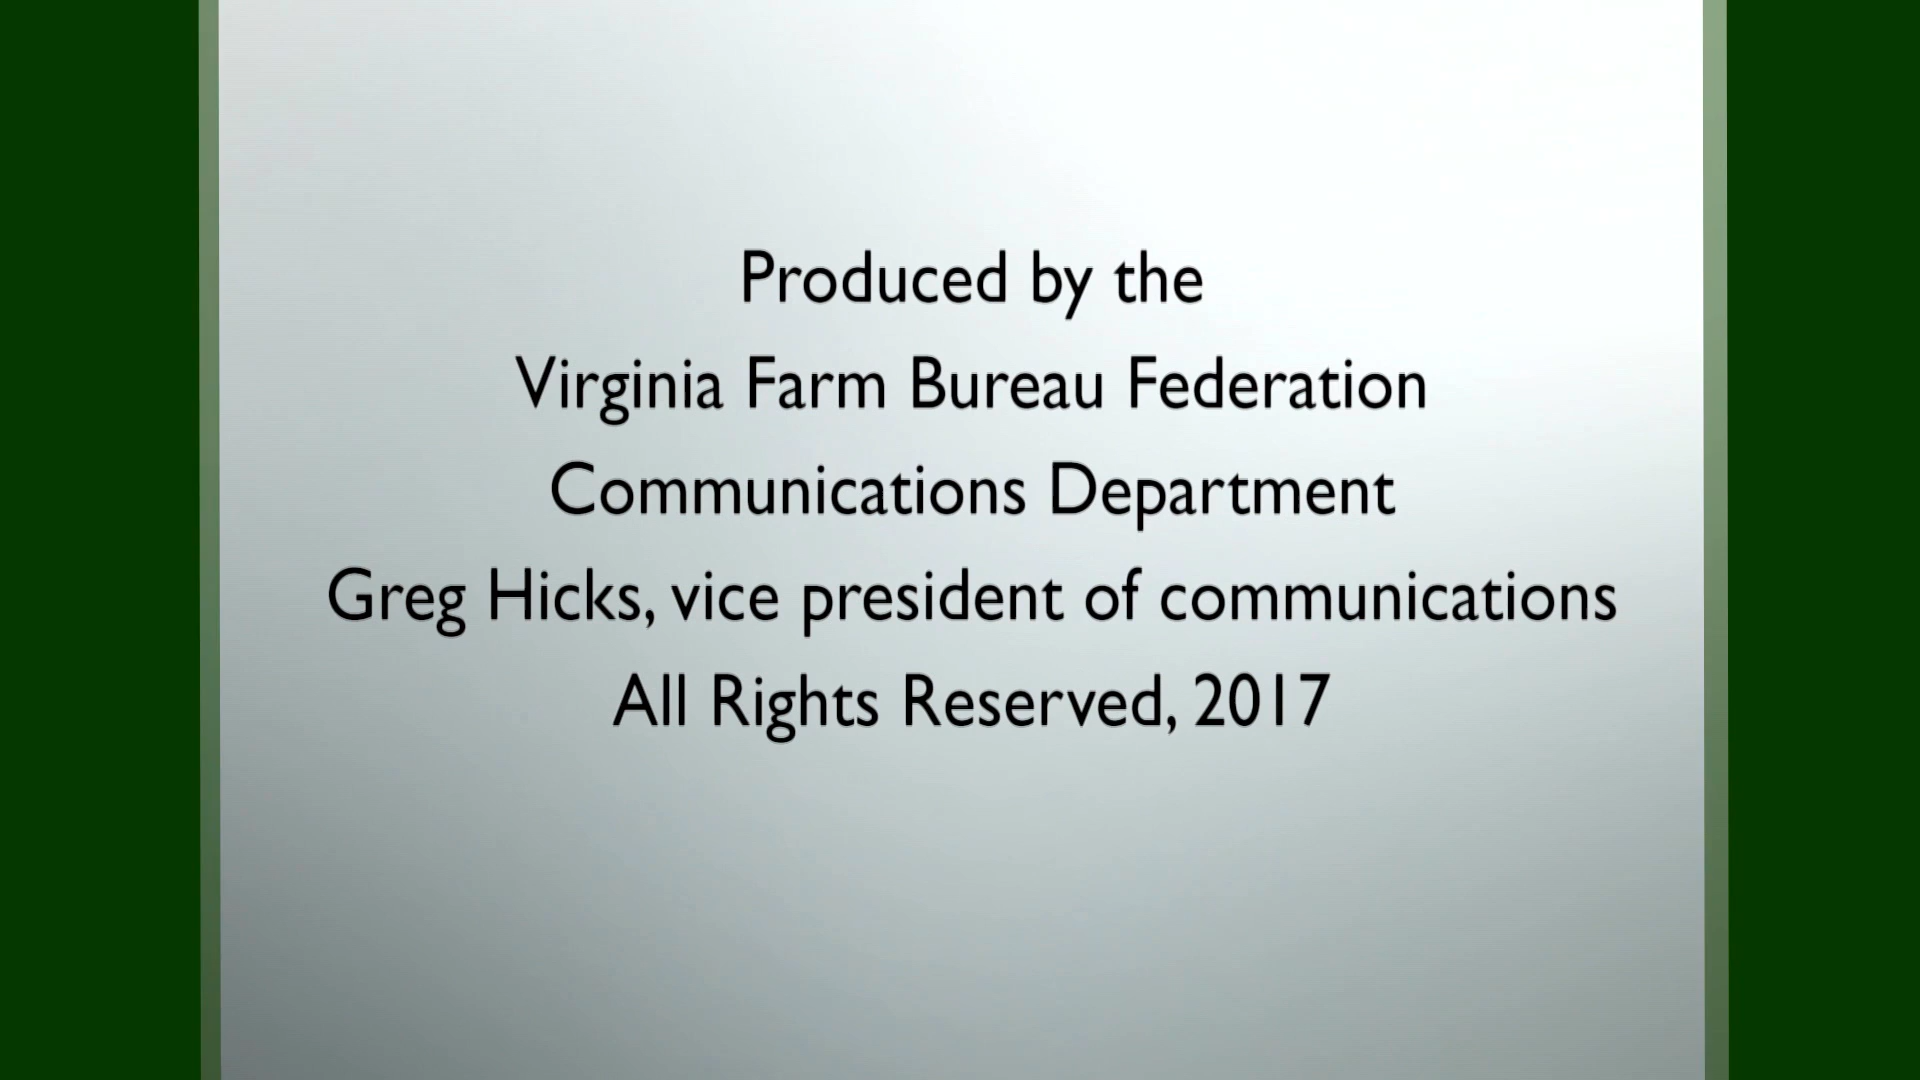 Produced by the
Virginia Farm Bureau Federation
Communications Department
Greg Hicks, vice president of communications
All Rights Reserved, 2017